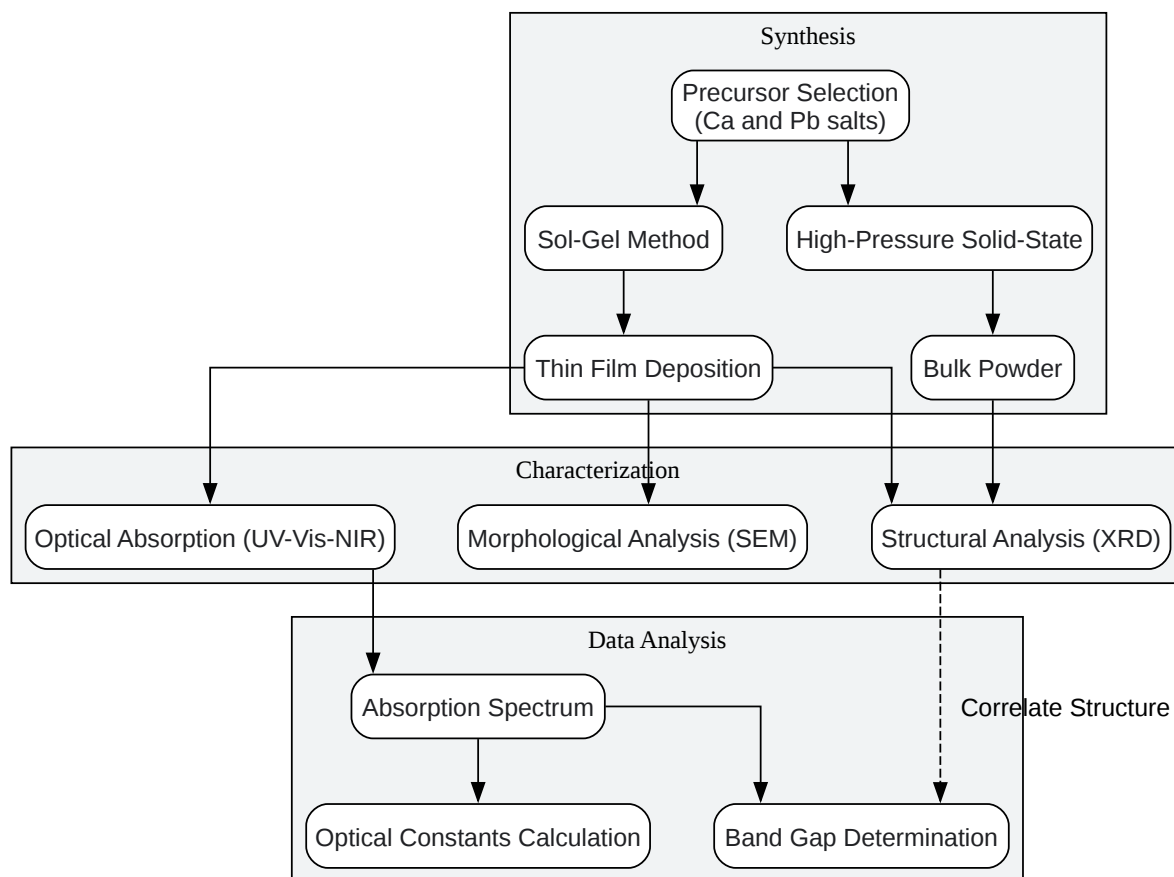 Synthesis
Precursor Selection
(Ca and Pb salts)
Sol-Gel Method
High-Pressure Solid-State
Thin Film Deposition
Bulk Powder
Characterization
Optical Absorption (UV-Vis-NIR)
Morphological Analysis (SEM)
Structural Analysis (XRD)
Data Analysis
Absorption Spectrum
Correlate Structure
Optical Constants Calculation
Band Gap Determination